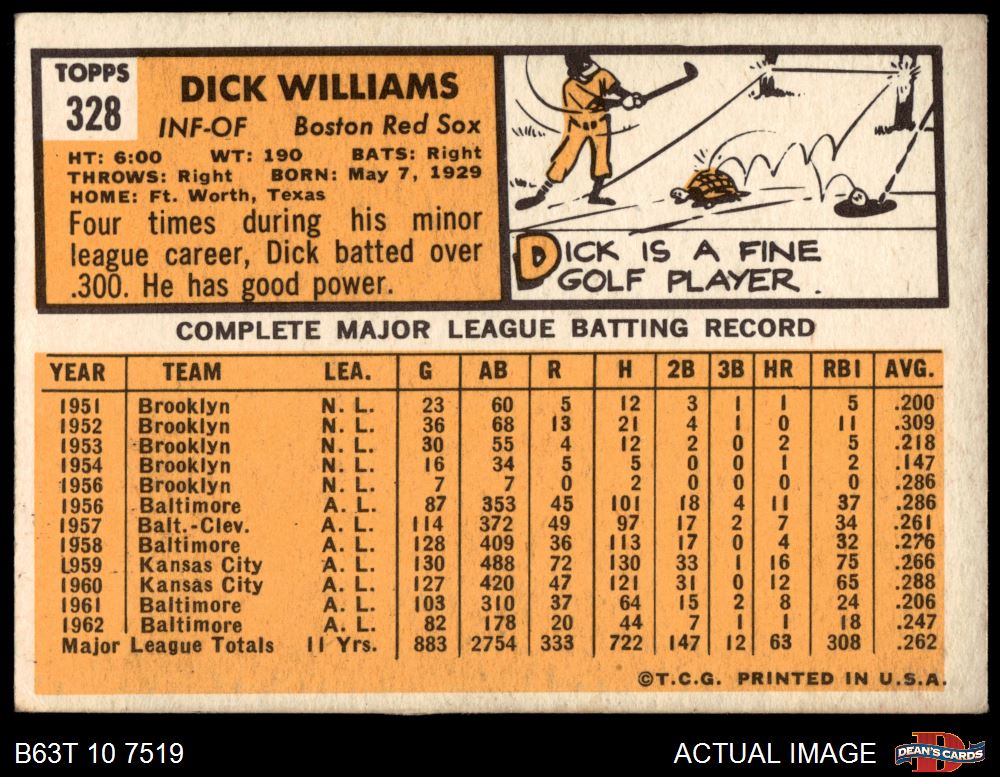 TOPPS
328
DICK WILLIAMS
INF-OF Boston Red Sox
HT: 6:00 WT: 190 BATS: Right
THROWS: Right BORN: May 7, 1929
HOME: Ft. Worth, Texas
Four times during his minor
league career, Dick batted over
.300. He has good power.
DICK IS A FINE
GOLF PLAYER.
COMPLETE MAJOR LEAGUE BATTING RECORD
YEAR TEAM LEA. G AB R H 2B 3B HR RBI AVG.
1951 Brooklyn N. L. 23 60 5 12 3 1 1 5 .200
1952 Brooklyn N. L. 36 68 13 21 4 1 0 11 .309
1953 Brooklyn N. L. 30 55 4 12 2 0 2 5 .218
1954 Brooklyn N. L. 16 34 5 5 0 0 1 2 .147
1956 Brooklyn N. L. 7 7 0 2 0 0 0 0 .286
1956 Baltimore A. L. 87 353 45 101 18 4 11 37 .286
1957 Balt.-Clev. A. L. 114 372 49 97 17 2 7 34 .261
1958 Baltimore A. L. 128 409 36 113 17 0 4 32 .276
1959 Kansas City A. L. 130 488 72 130 33 1 16 75 .266
1960 Kansas City A. L. 127 420 47 121 31 0 12 65 .288
1961 Baltimore A. L. 103 310 37 64 15 2 8 24 .206
1962 Baltimore A. L. 82 178 20 44 7 1 1 18 .247
Major League Totals 11 Yrs. 883 2754 333 722 147 12 63 308 .262
©T.C.G. PRINTED IN U.S.A.
B63T 10 7519
ACTUAL IMAGE
DEAN'S CARDS